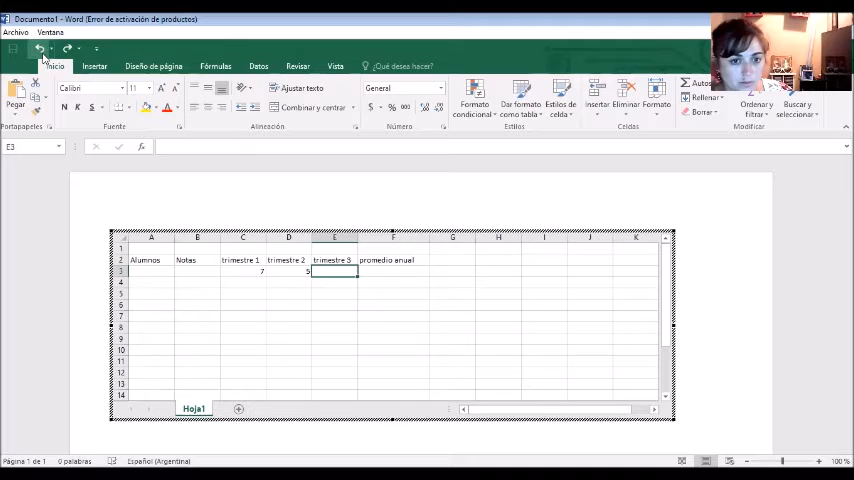 Documento1 - Word (Error de activación de productos)
Archivo Ventana
Inicio Insertar Diseño de página Fórmulas Datos Revisar Vista ¿Qué desea hacer?
Calibri 11 A A Ajustar texto General Autos
Pegar Formato condicional Dar formato como tabla Estilos de celda Insertar Eliminar Formato Rellenar Ordenar y filtrar Buscar y seleccionar
N K S A Combinar y centrar $ % 000 Borrar
Portapapeles Fuente Alineación Número Estilos Celdas Modificar
E3 fx
A B C D E F G H I J K
1
2 Alumnos Notas trimestre 1 trimestre 2 trimestre 3 promedio anual
3 7 5
4
5
6
7
8
9
10
11
12
13
14
Hoja1
Página 1 de 1 0 palabras Español (Argentina) 100 %